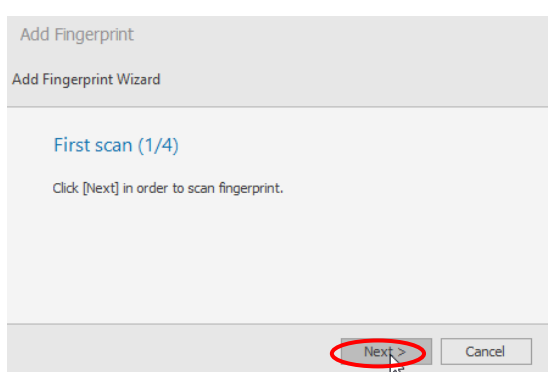 Add Fingerprint
Add Fingerprint Wizard
First scan (1/4)
Click [Next] in order to scan fingerprint.
Next >
Cancel